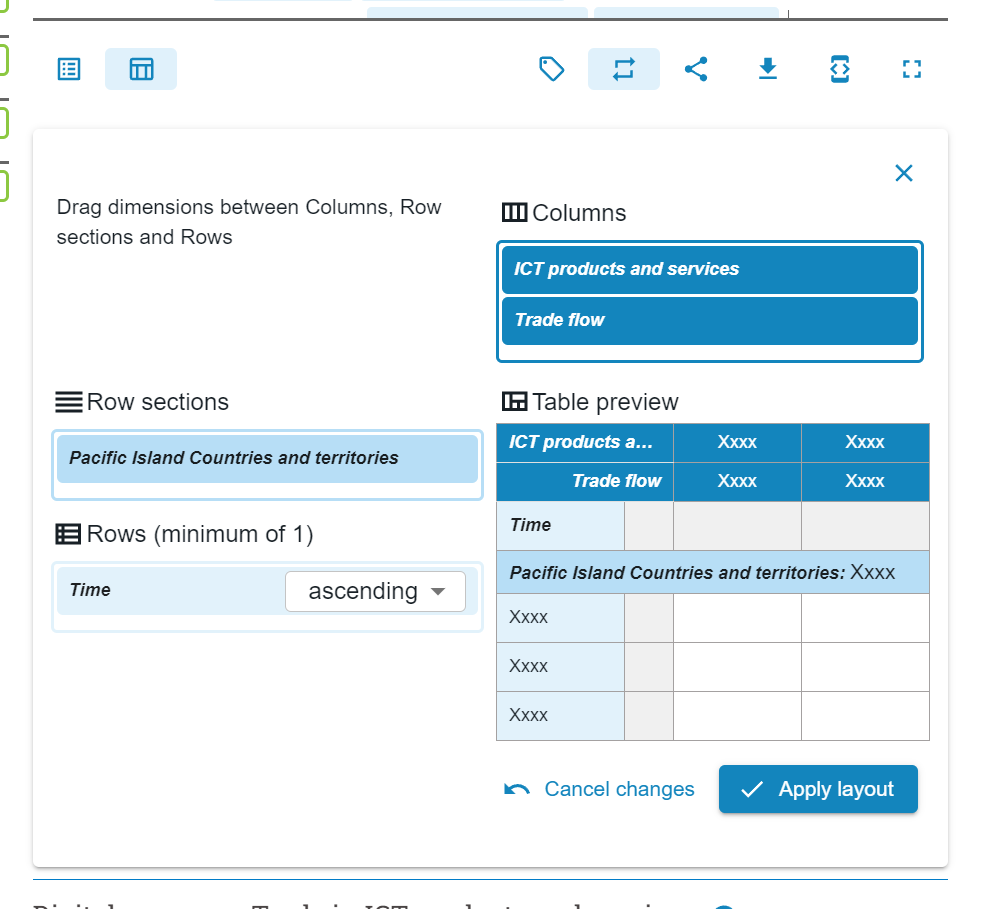 Drag dimensions between Columns, Row
sections and Rows
Columns
ICT products and services
Trade flow
Row sections
Pacific Island Countries and territories
Rows (minimum of 1)
Time
ascending
Table preview
ICT products a... Xxxx Xxxx
Trade flow Xxxx Xxxx
Time
Pacific Island Countries and territories: Xxxx
Xxxx
Xxxx
Xxxx
Cancel changes
Apply layout